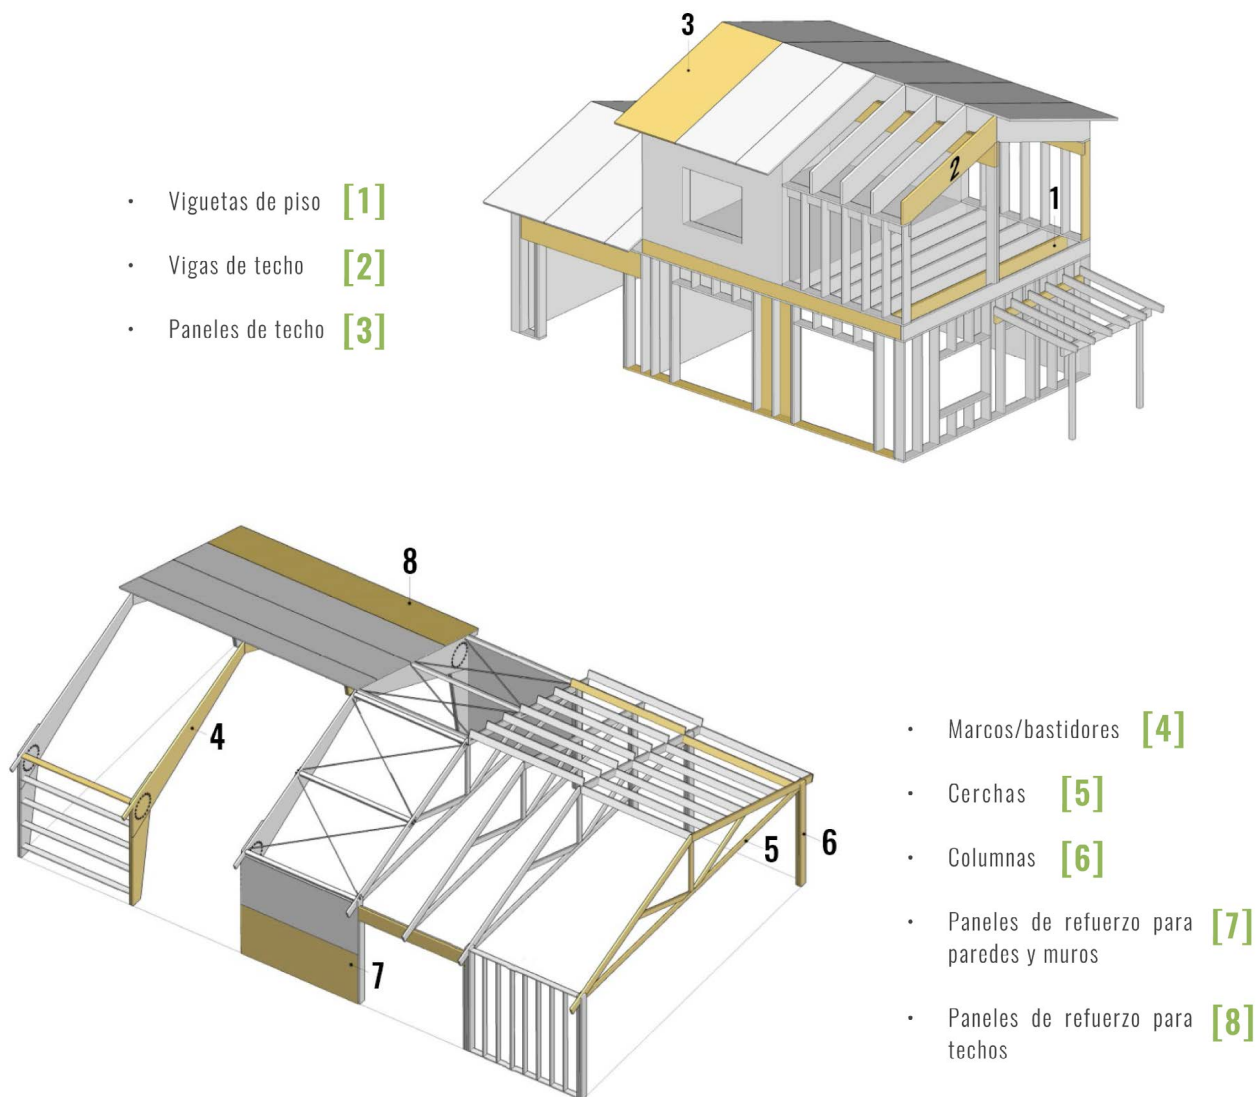 3
2
1
• Viguetas de piso [1]
• Vigas de techo [2]
• Paneles de techo [3]
8
4
5
6
7
• Marcos/bastidores [4]
• Cerchas [5]
• Columnas [6]
• Paneles de refuerzo para [7]
paredes y muros
• Paneles de refuerzo para [8]
techos